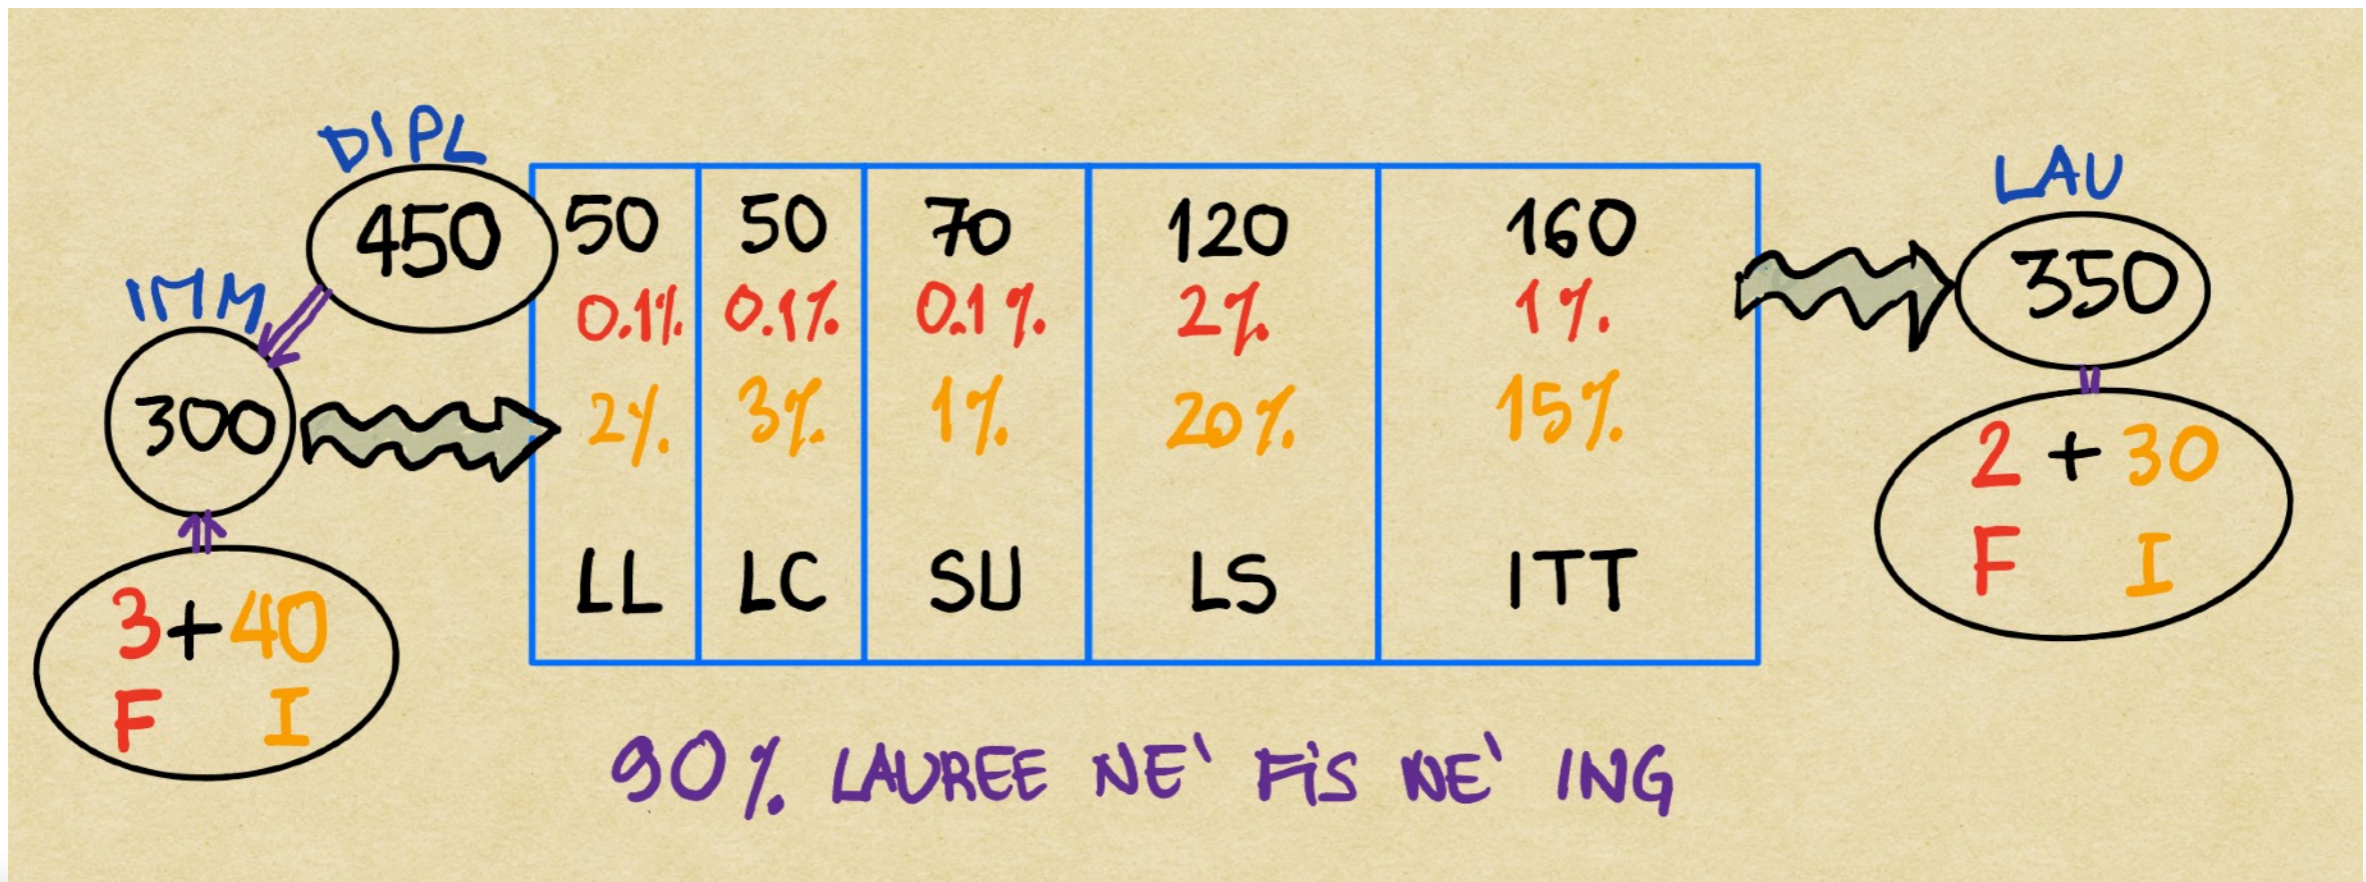 DIPL
450
IMM
300
3+40
F I
50 50 70 120 160
0.1% 0.1% 0.1% 2% 1%
2% 3% 1% 20% 15%
LL LC SU LS ITT
LAU
350
2 + 30
F I
90% LAUREE NE' FIS NE' ING